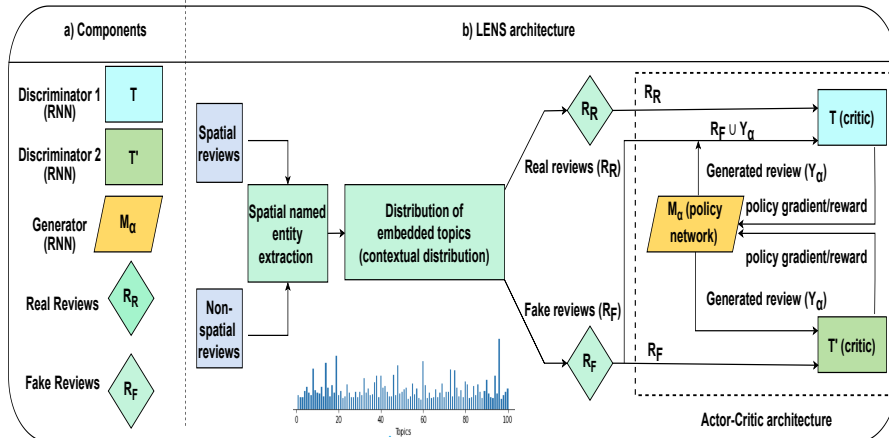 a) Components
b) LENS architecture
Discriminator 1
(RNN)
T
Discriminator 2
(RNN)
T'
Generator
(RNN)
Mα
Real Reviews
RR
Fake Reviews
RF
Spatial
reviews
Non-
spatial
reviews
Spatial named
entity
extraction
Distribution of
embedded topics
(contextual distribution)
RR
Real reviews (RR)
Fake reviews (RF)
RF
0 20 40 60 80 100
Topics
RR
RF ∪ Yα
T (critic)
Generated review (Yα)
Mα (policy
network)
policy gradient/reward
policy gradient/reward
Generated review (Yα)
RF
T' (critic)
Actor-Critic architecture